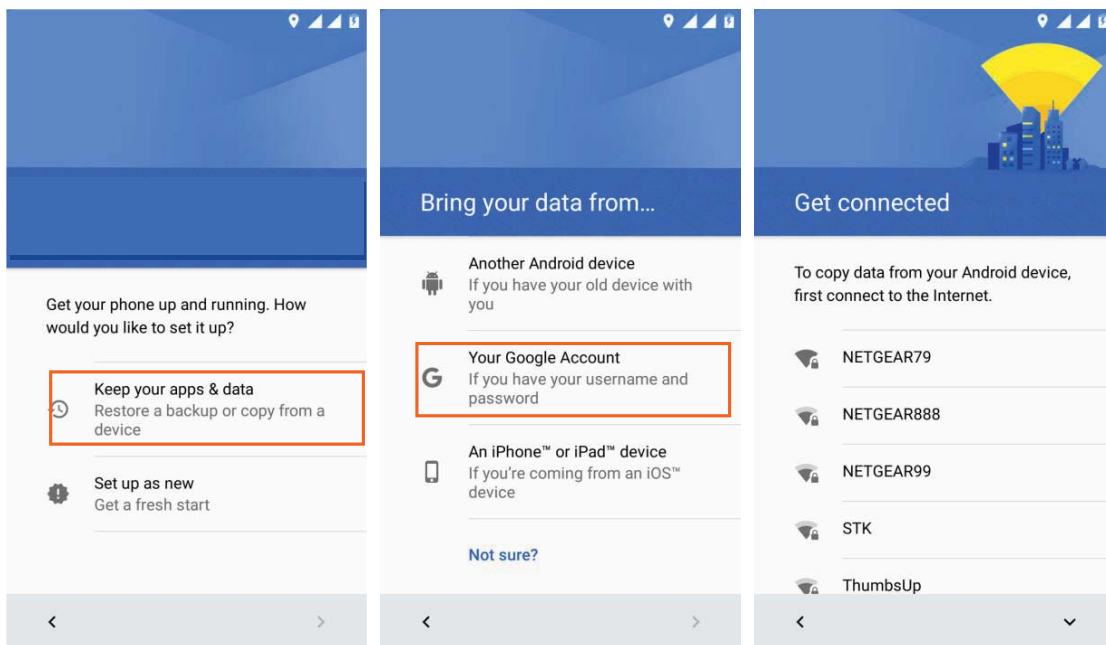 Get your phone up and running. How
would you like to set it up?
Keep your apps & data
Restore a backup or copy from a
device
Set up as new
Get a fresh start
Bring your data from…
Another Android device
If you have your old device with
you
Your Google Account
If you have your username and
password
An iPhone™ or iPad™ device
If you're coming from an iOS™
device
Not sure?
Get connected
To copy data from your Android device,
first connect to the Internet.
NETGEAR79
NETGEAR888
NETGEAR99
STK
ThumbsUp